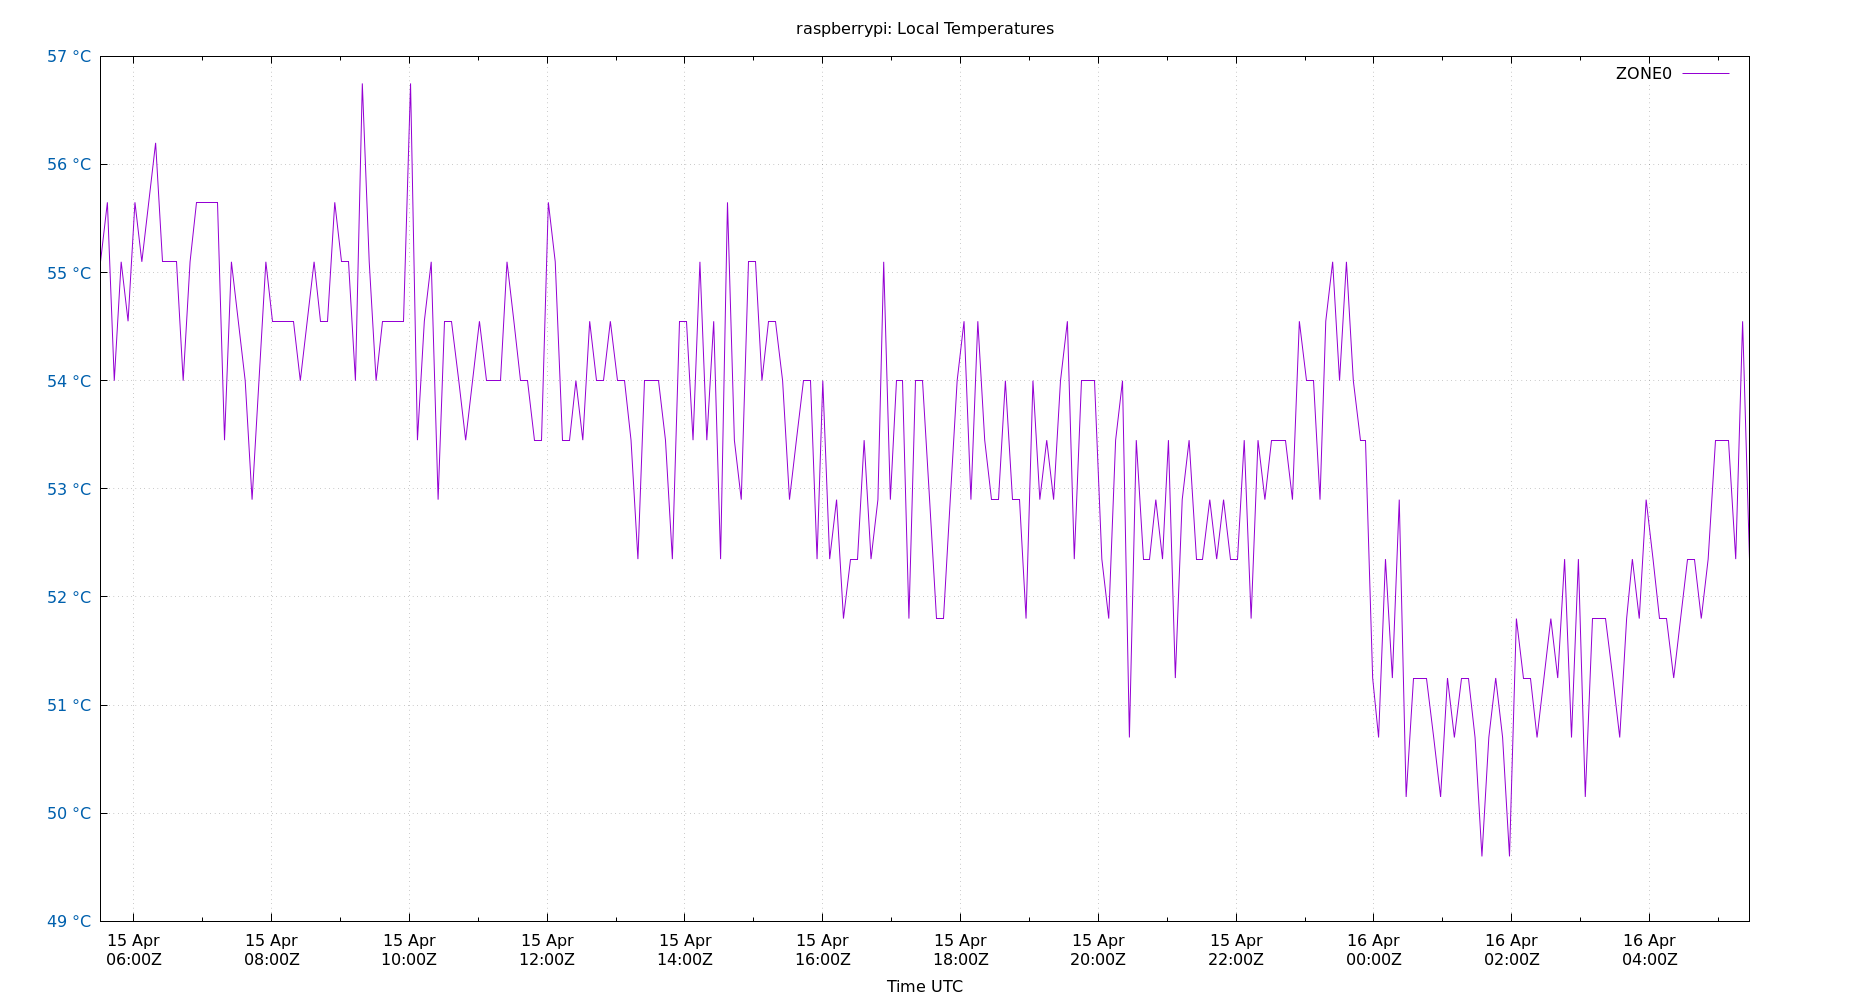 raspberrypi: Local Temperatures
57 °C
ZONE0
56 °C
55 °C
54 °C
53 °C
52 °C
51 °C
50 °C
49 °C
15 Apr 15 Apr 15 Apr 15 Apr 15 Apr 15 Apr 15 Apr 15 Apr 15 Apr 16 Apr 16 Apr 16 Apr
06:00Z 08:00Z 10:00Z 12:00Z 14:00Z 16:00Z 18:00Z 20:00Z 22:00Z 00:00Z 02:00Z 04:00Z
Time UTC